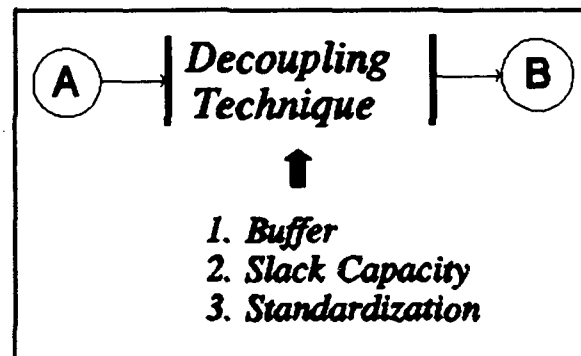 A
Decoupling
Technique
B
1. Buffer
2. Slack Capacity
3. Standardization